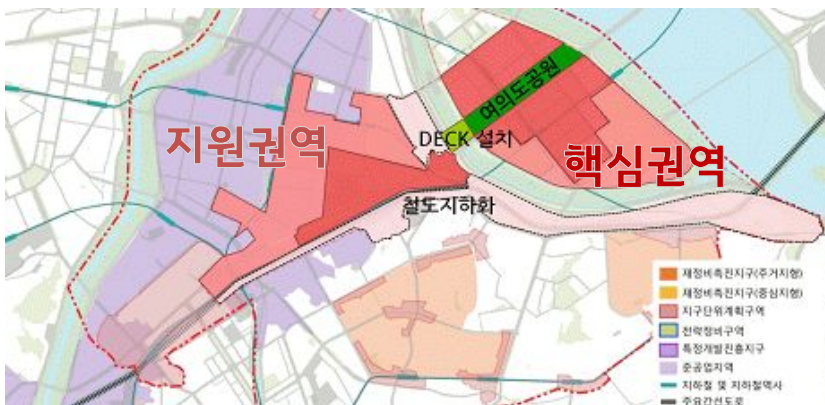 여의도공원
DECK 설치
지원권역
핵심권역
철도지하화
재정비촉진지구(주거지형)
재정비촉진지구(중심지형)
지구단위계획구역
전략정비구역
특정개발진흥지구
준공업지역
지하철 및 지하철역사
주요간선도로